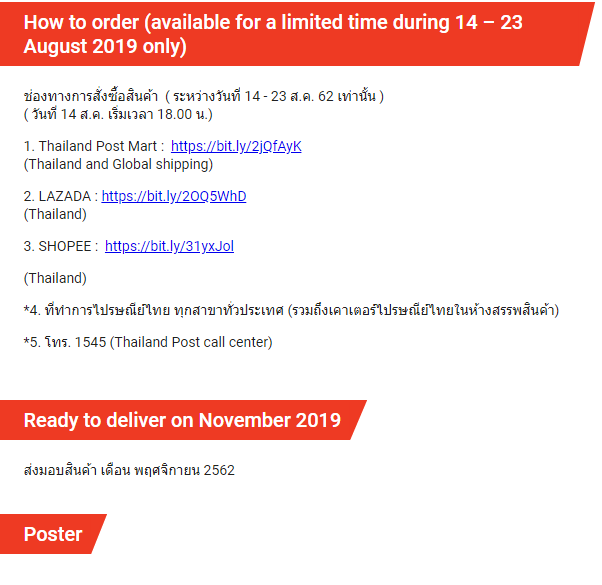 How to order (available for a limited time during 14 – 23
August 2019 only)
ช่องทางการสั่งซื้อสินค้า ( ระหว่างวันที่ 14 - 23 ส.ค. 62 เท่านั้น )
( วันที่ 14 ส.ค. เริ่มเวลา 18.00 น.)
1. Thailand Post Mart : https://bit.ly/2jQfAyK
(Thailand and Global shipping)
2. LAZADA : https://bit.ly/2OQ5WhD
(Thailand)
3. SHOPEE : https://bit.ly/31yxJol
(Thailand)
*4. ที่ทำการไปรษณีย์ไทย ทุกสาขาทั่วประเทศ (รวมถึงเคาเตอร์ไปรษณีย์ไทยในห้างสรรพสินค้า)
*5. โทร. 1545 (Thailand Post call center)
Ready to deliver on November 2019
ส่งมอบสินค้า เดือน พฤศจิกายน 2562
Poster